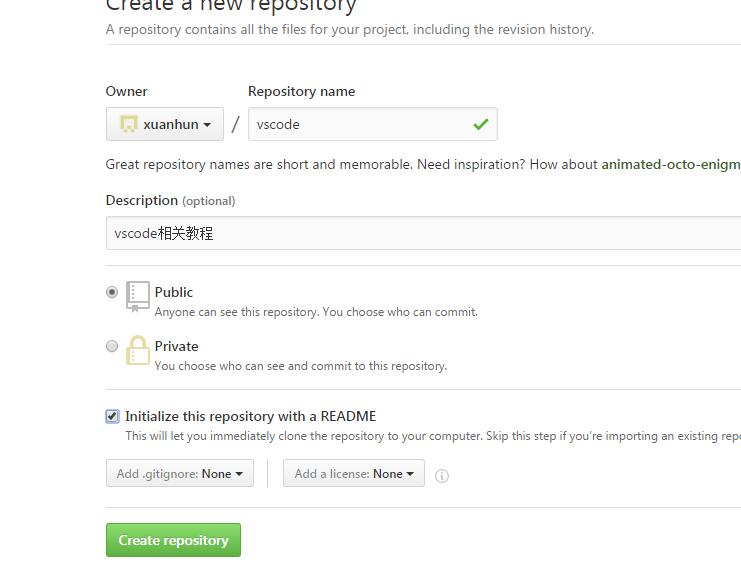 Create a new repository
A repository contains all the files for your project, including the revision history.
Owner Repository name
xuanhun / vscode
Great repository names are short and memorable. Need inspiration? How about animated-octo-enigm
Description (optional)
vscode相关教程
Public
Anyone can see this repository. You choose who can commit.
Private
You choose who can see and commit to this repository.
Initialize this repository with a README
This will let you immediately clone the repository to your computer. Skip this step if you’re importing an existing repo
Add .gitignore: None Add a license: None
Create repository